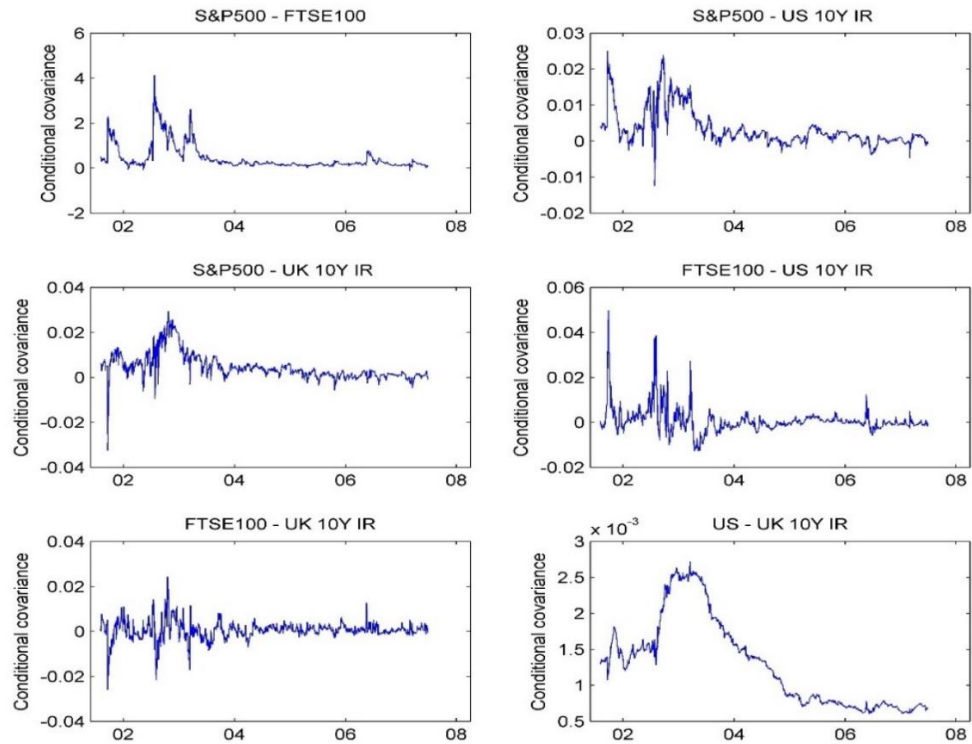 S&P500 - FTSE100
Conditional covariance
6
4
2
0
-2
02 04 06 08
S&P500 - US 10Y IR
Conditional covariance
0.03
0.02
0.01
0
-0.01
-0.02
02 04 06 08
S&P500 - UK 10Y IR
Conditional covariance
0.04
0.02
0
-0.02
-0.04
02 04 06 08
FTSE100 - US 10Y IR
Conditional covariance
0.06
0.04
0.02
0
-0.02
02 04 06 08
FTSE100 - UK 10Y IR
Conditional covariance
0.04
0.02
0
-0.02
-0.04
02 04 06 08
US - UK 10Y IR
x 10-3
Conditional covariance
3
2.5
2
1.5
1
0.5
02 04 06 08